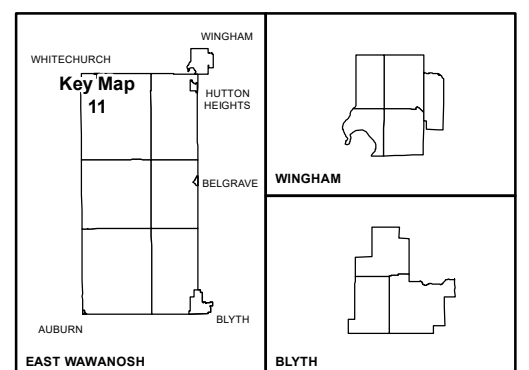 WINGHAM
WHITECHURCH
Key Map
11
HUTTON
HEIGHTS
BELGRAVE
BLYTH
AUBURN
EAST WAWANOSH
WINGHAM
BLYTH